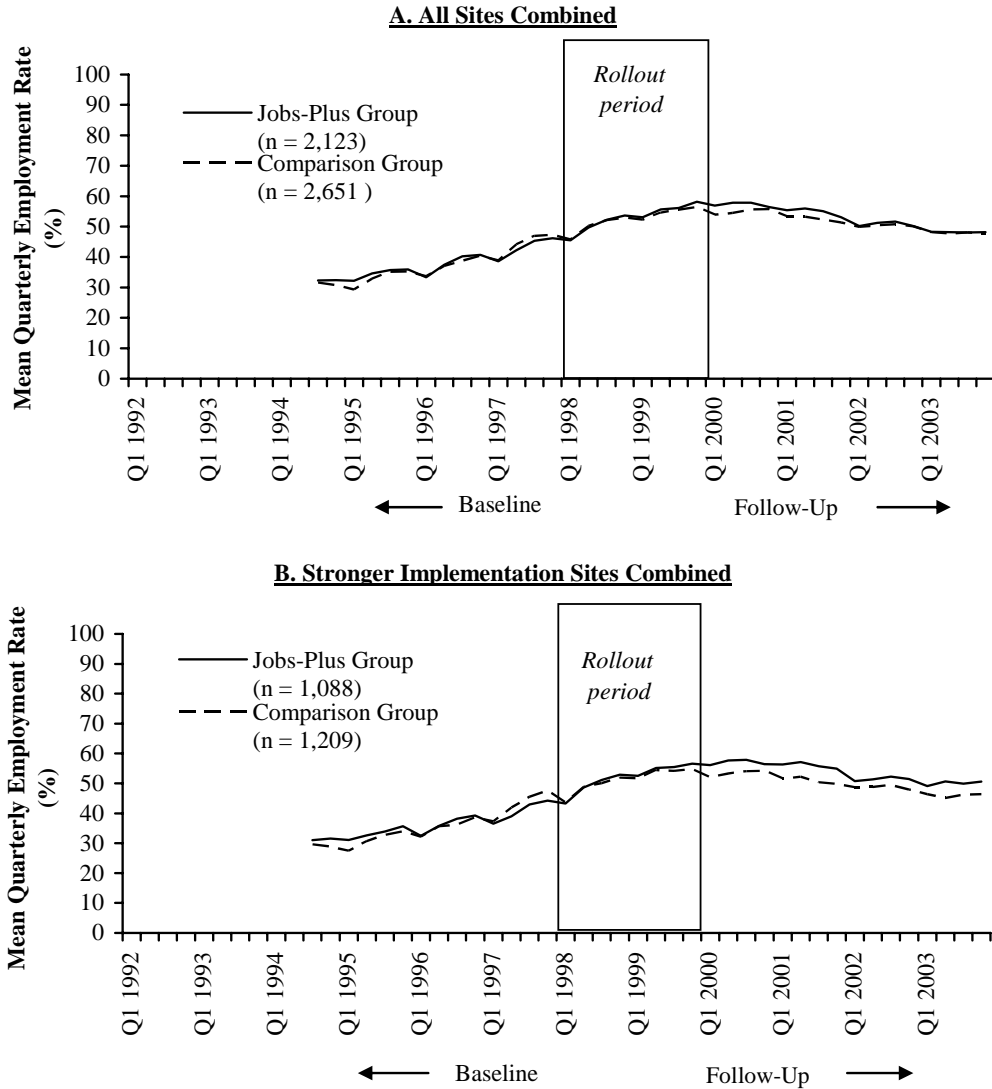 A. All Sites Combined
Mean Quarterly Employment Rate
(%)
100
90
80
70
60
50
40
30
20
10
0
Jobs-Plus Group
(n = 2,123)
Comparison Group
(n = 2,651 )
Rollout
period
Q1 1992
Q1 1993
Q1 1994
Q1 1995
Q1 1996
Q1 1997
Q1 1998
Q1 1999
Q1 2000
Q1 2001
Q1 2002
Q1 2003
Baseline
Follow-Up
B. Stronger Implementation Sites Combined
Mean Quarterly Employment Rate
(%)
100
90
80
70
60
50
40
30
20
10
0
Jobs-Plus Group
(n = 1,088)
Comparison Group
(n = 1,209)
Rollout
period
Q1 1992
Q1 1993
Q1 1994
Q1 1995
Q1 1996
Q1 1997
Q1 1998
Q1 1999
Q1 2000
Q1 2001
Q1 2002
Q1 2003
Baseline
Follow-Up